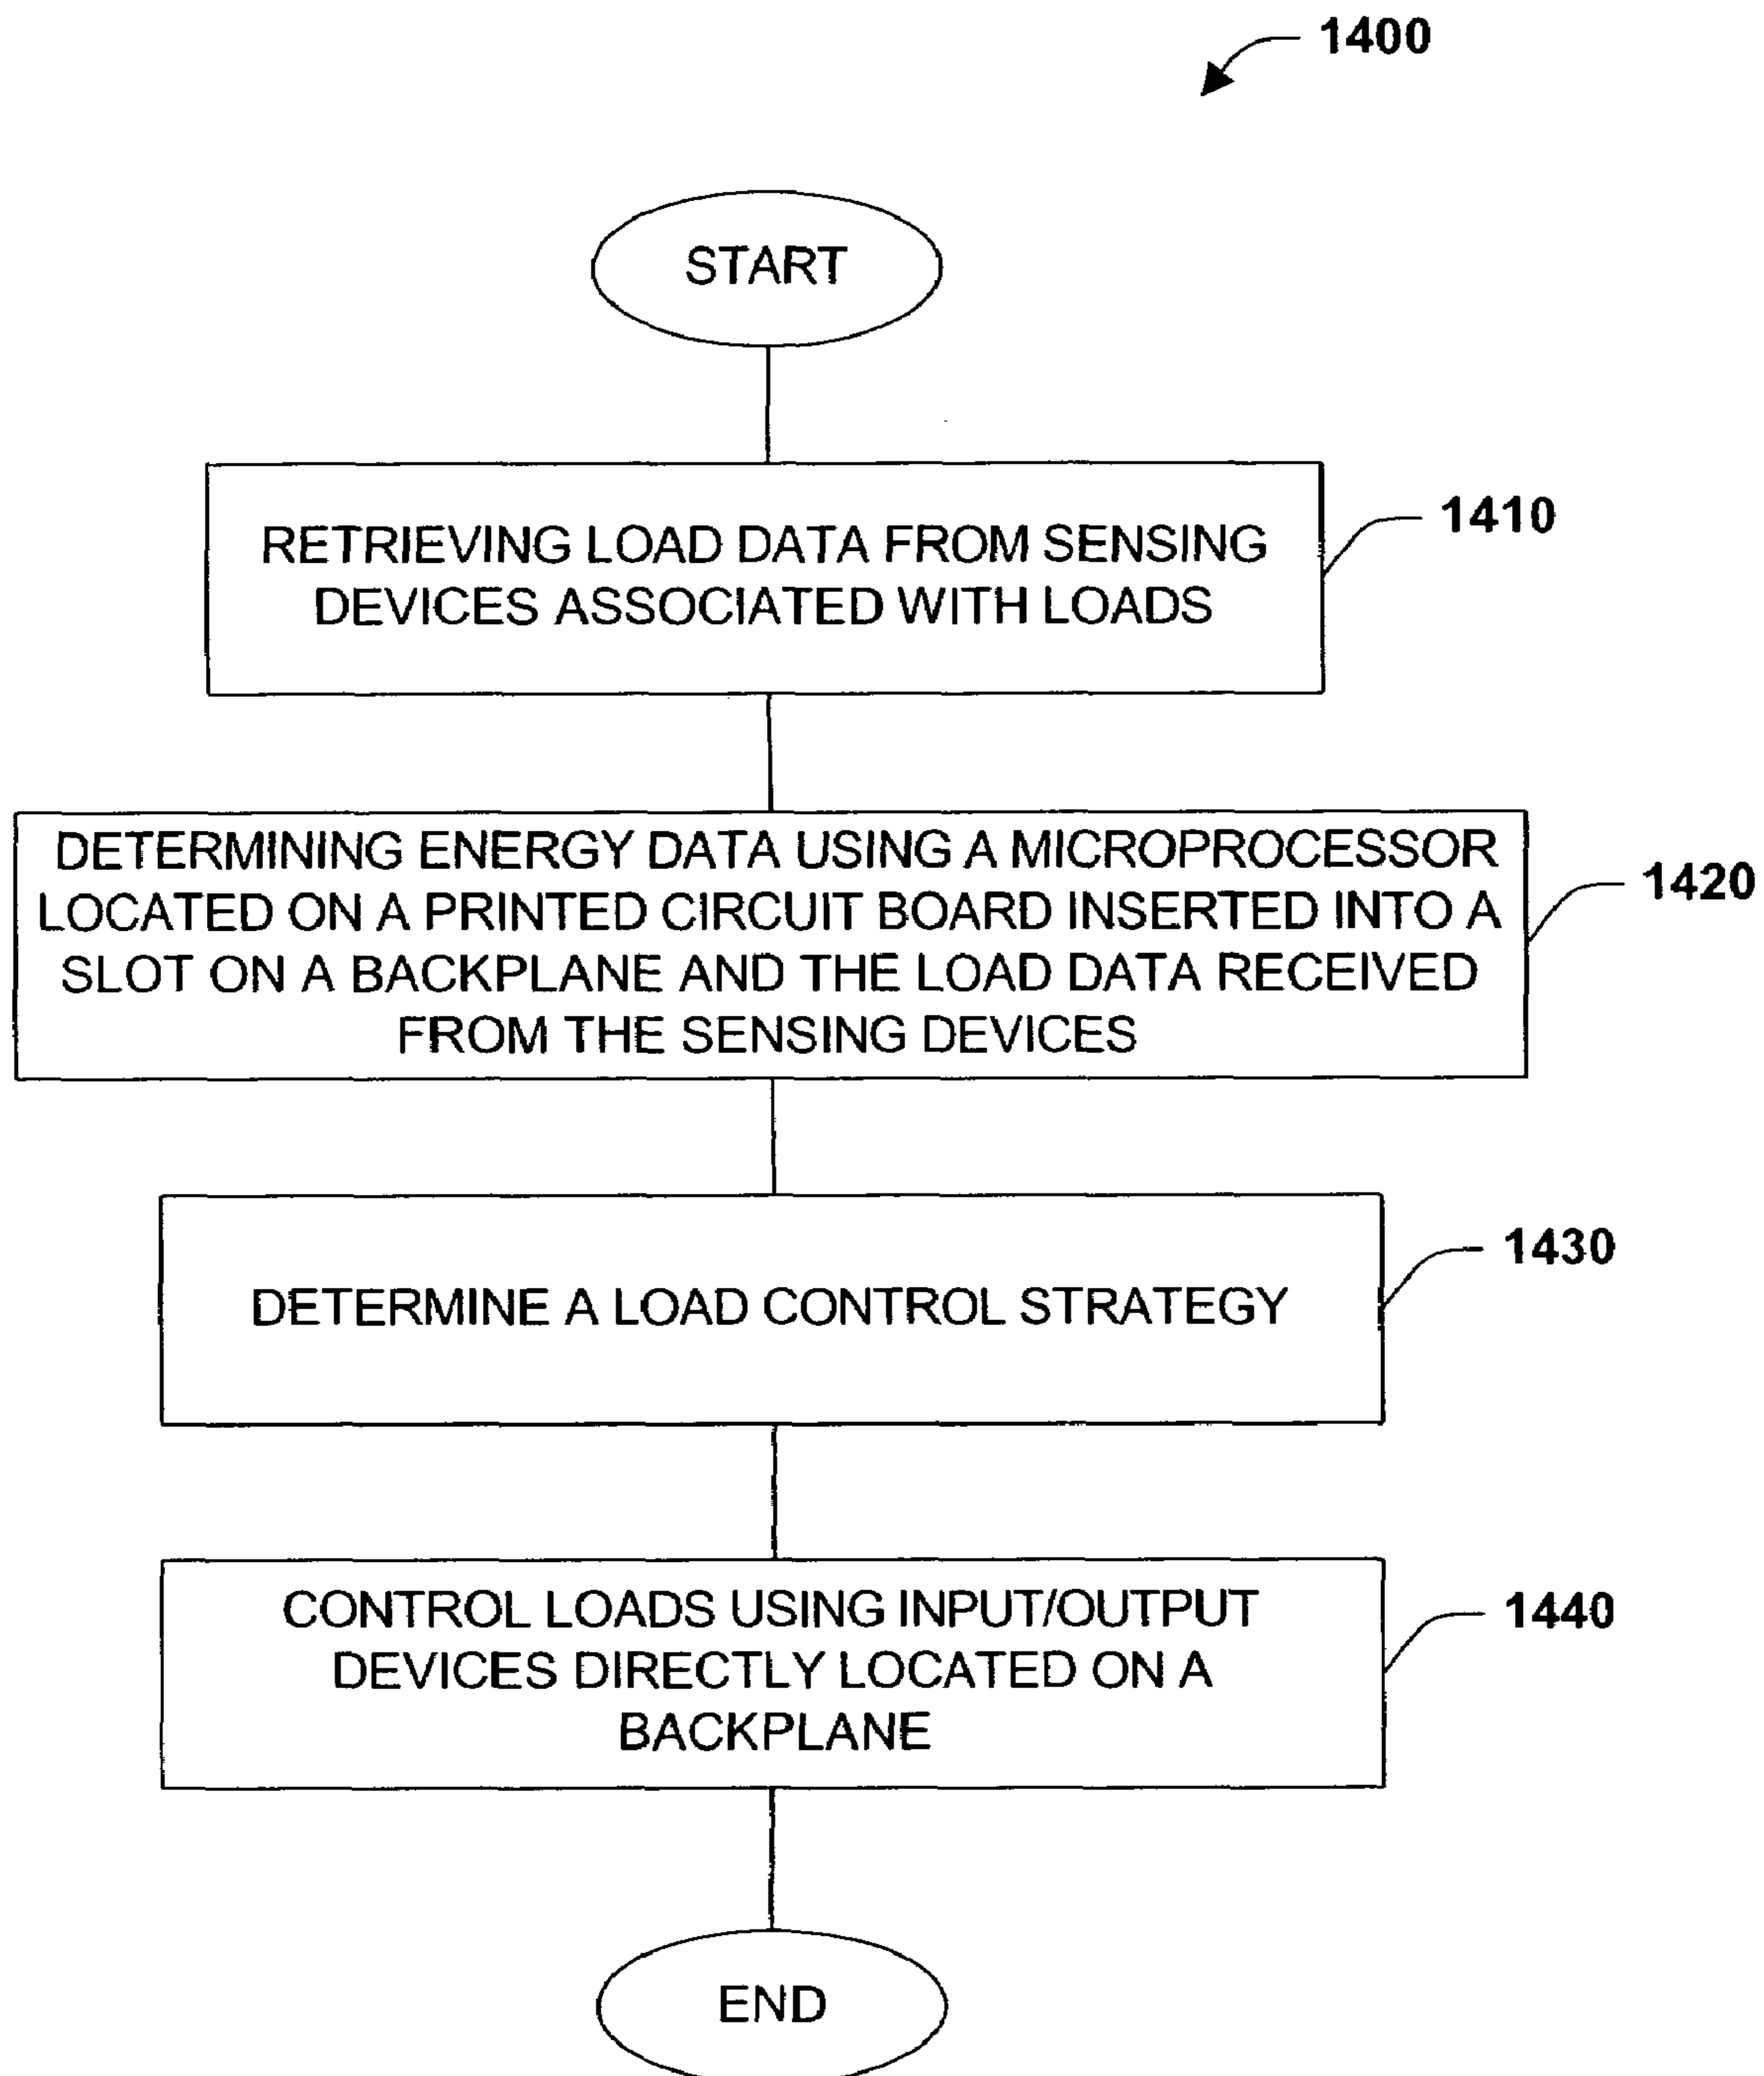 1400
START
RETRIEVING LOAD DATA FROM SENSING
DEVICES ASSOCIATED WITH LOADS
1410
DETERMINING ENERGY DATA USING A MICROPROCESSOR
LOCATED ON A PRINTED CIRCUIT BOARD INSERTED INTO A
SLOT ON A BACKPLANE AND THE LOAD DATA RECEIVED
FROM THE SENSING DEVICES
1420
DETERMINE A LOAD CONTROL STRATEGY
1430
CONTROL LOADS USING INPUT/OUTPUT
DEVICES DIRECTLY LOCATED ON A
BACKPLANE
1440
END